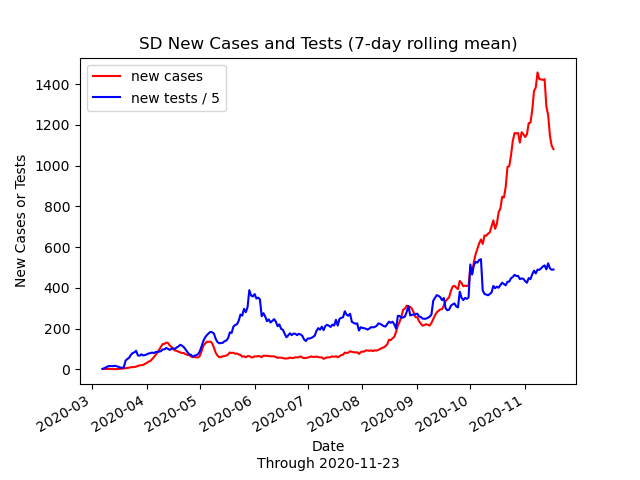 SD New Cases and Tests (7-day rolling mean)
new cases
new tests / 5
1400
1200
1000
800
600
400
200
0
New Cases or Tests
2020-03
2020-04
2020-05
2020-06
2020-07
2020-08
2020-09
2020-10
2020-11
Date
Through 2020-11-23